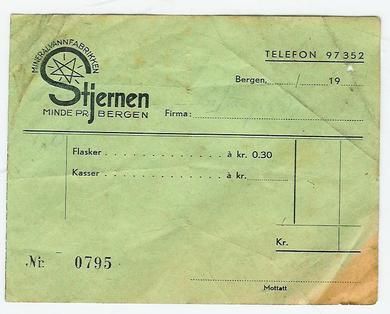 MINERALVANNFABRIKKEN
Stjernen
MINDE PR. BERGEN
TELEFON 97352
Bergen, / 19
Firma:
Flasker à kr. 0.30
Kasser à kr.
Kr.
Nr. 0795
Mottatt